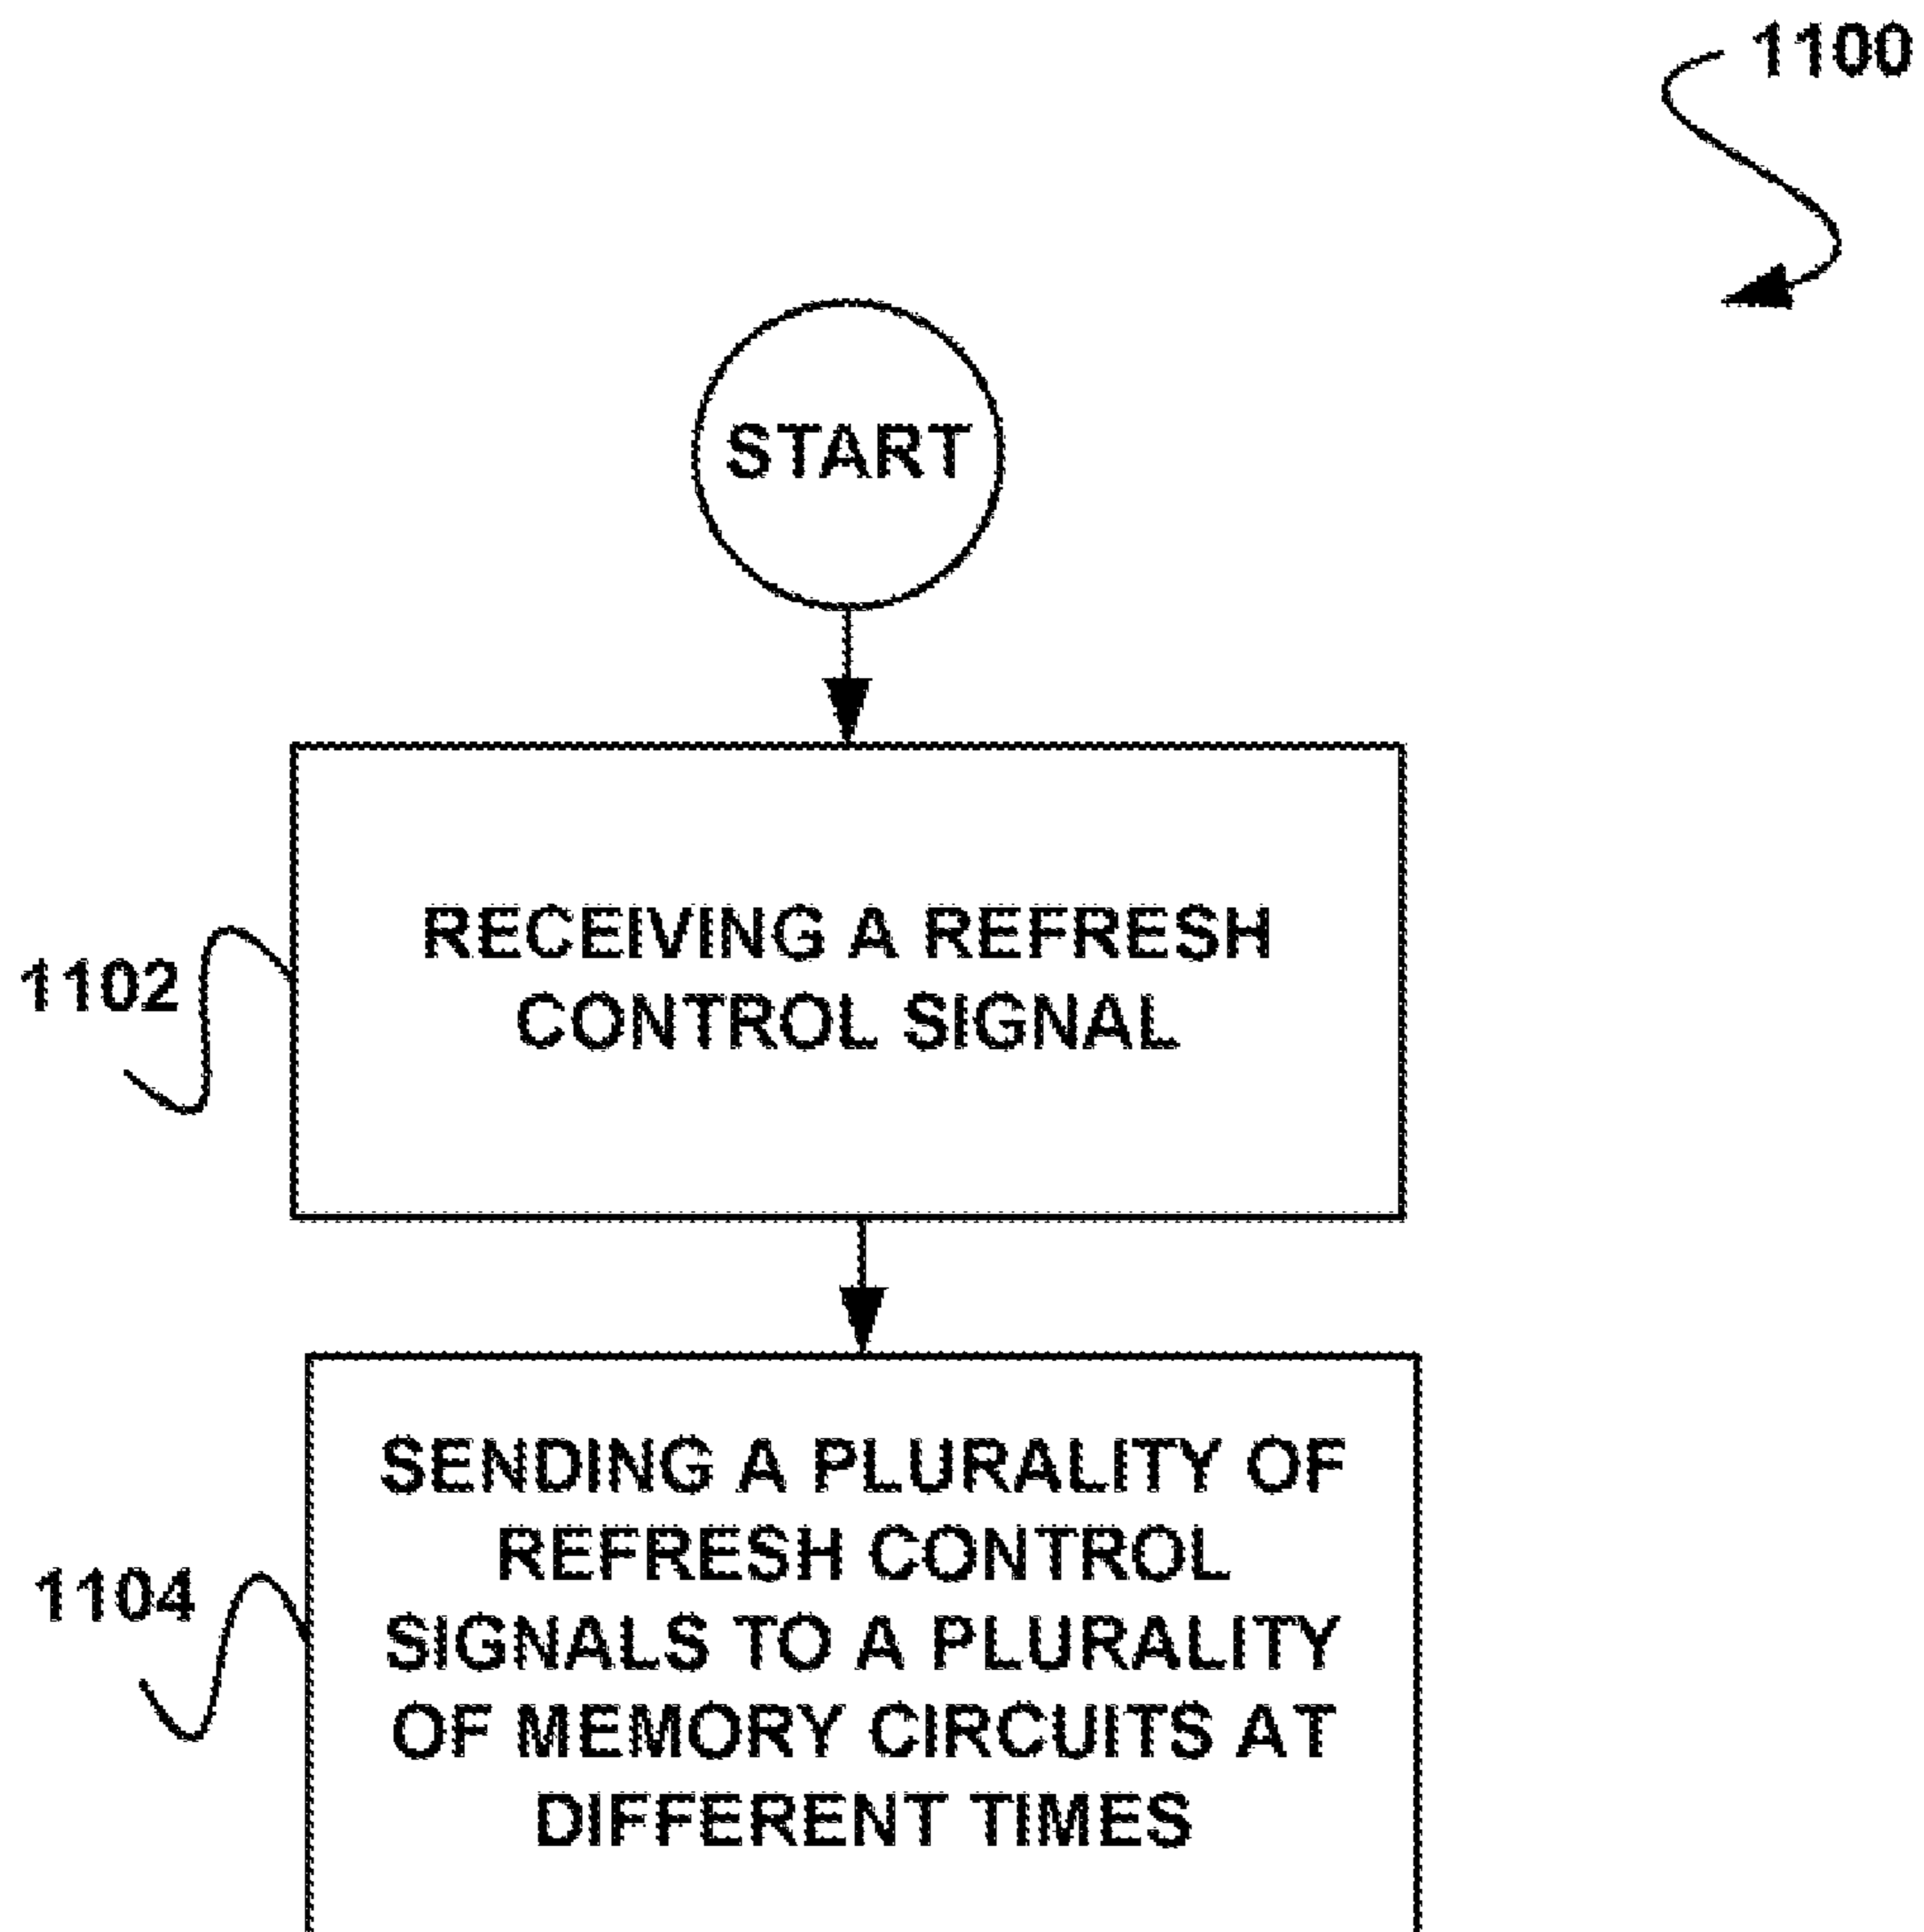 1100
START
RECEIVING A REFRESH
CONTROL SIGNAL
1102
SENDING A PLURALITY OF
REFRESH CONTROL
SIGNALS TO A PLURALITY
OF MEMORY CIRCUITS AT
DIFFERENT TIMES
1104